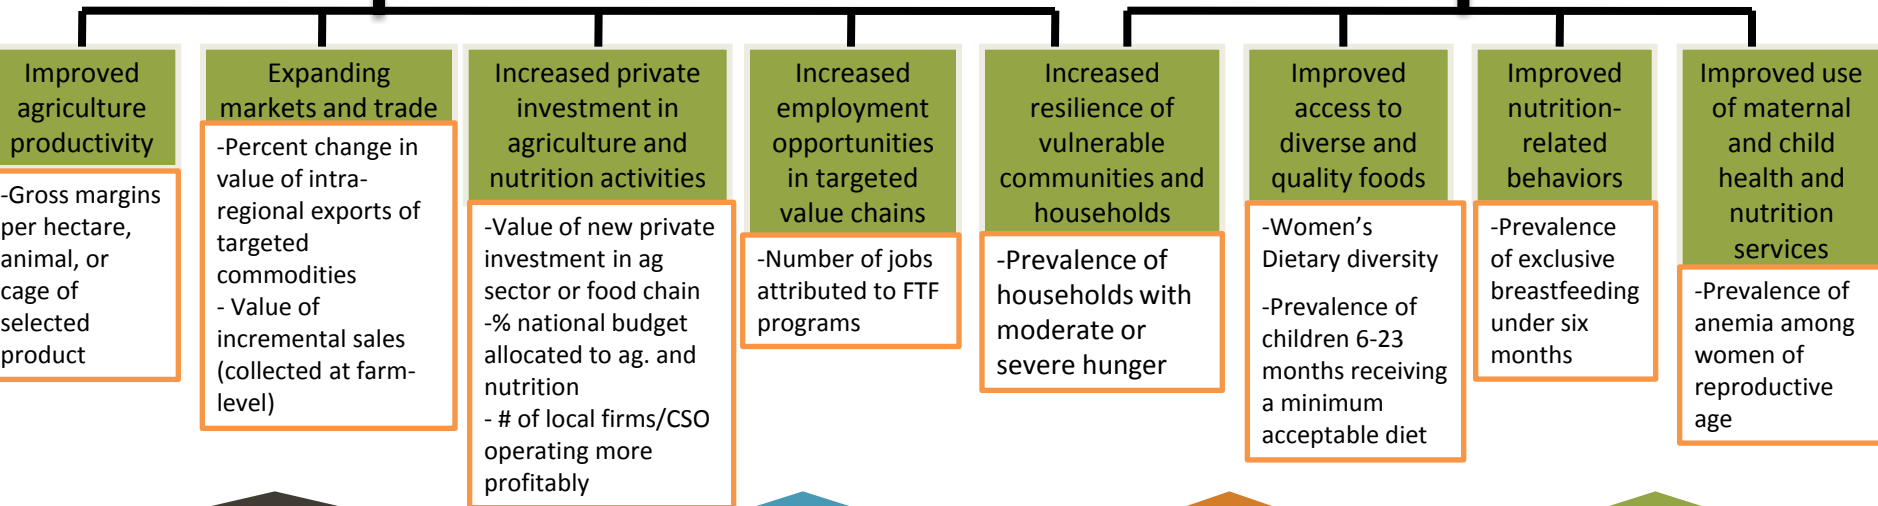 Improved
agriculture
productivity
-Gross margins
per hectare,
animal, or
cage of
selected
product
Expanding
markets and trade
-Percent change in
value of intra-
regional exports of
targeted
commodities
- Value of
incremental sales
(collected at farm-
level)
Increased private
investment in
agriculture and
nutrition activities
-Value of new private
investment in ag
sector or food chain
-% national budget
allocated to ag. and
nutrition
- # of local firms/CSO
operating more
profitably
Increased
employment
opportunities
in targeted
value chains
-Number of jobs
attributed to FTF
programs
Increased
resilience of
vulnerable
communities and
households
-Prevalence of
households with
moderate or
severe hunger
Improved
access to
diverse and
quality foods
-Women’s
Dietary diversity
-Prevalence of
children 6-23
months receiving
a minimum
acceptable diet
Improved
nutrition-
related
behaviors
-Prevalence
of exclusive
breastfeeding
under six
months
Improved use
of maternal
and child
health and
nutrition
services
-Prevalence of
anemia among
women of
reproductive
age